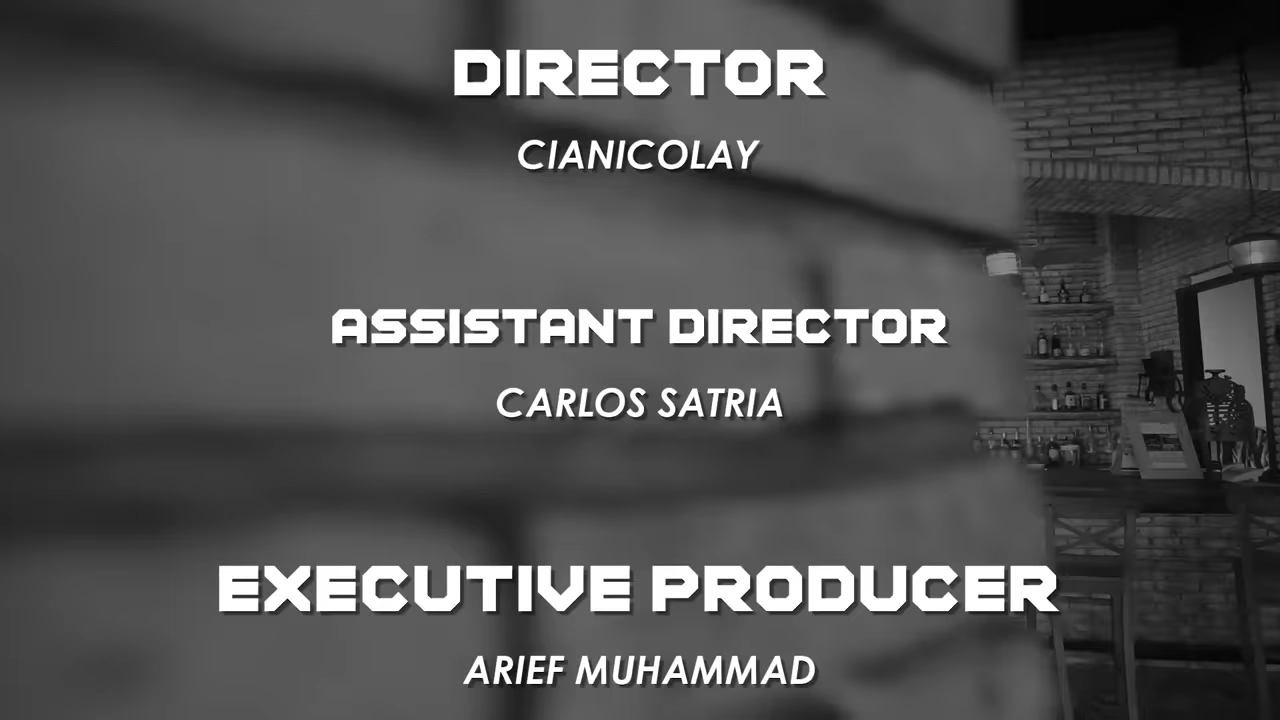 DIRECTOR
CIANICOLAY
ASSISTANT DIRECTOR
CARLOS SATRIA
EXECUTIVE PRODUCER
ARIEF MUHAMMAD